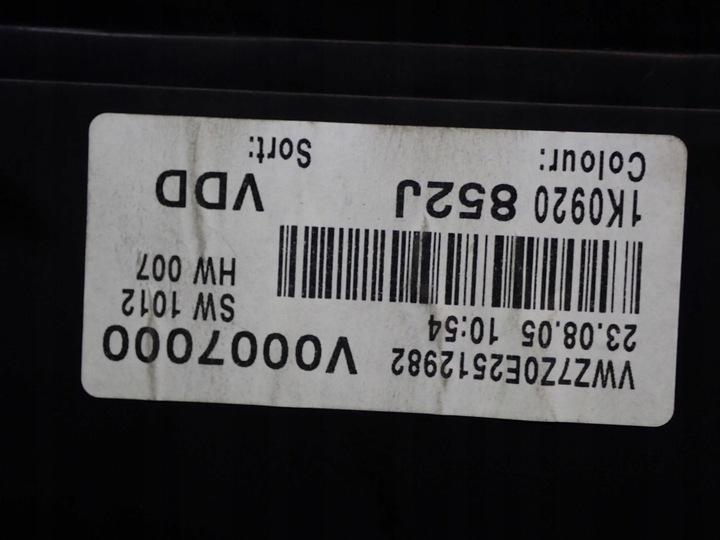 VWZ7Z0E2512982 V0007000
23.08.05 10:54 SW 1012
HW 007
1K0920 852J VDD
Colour: Sort: